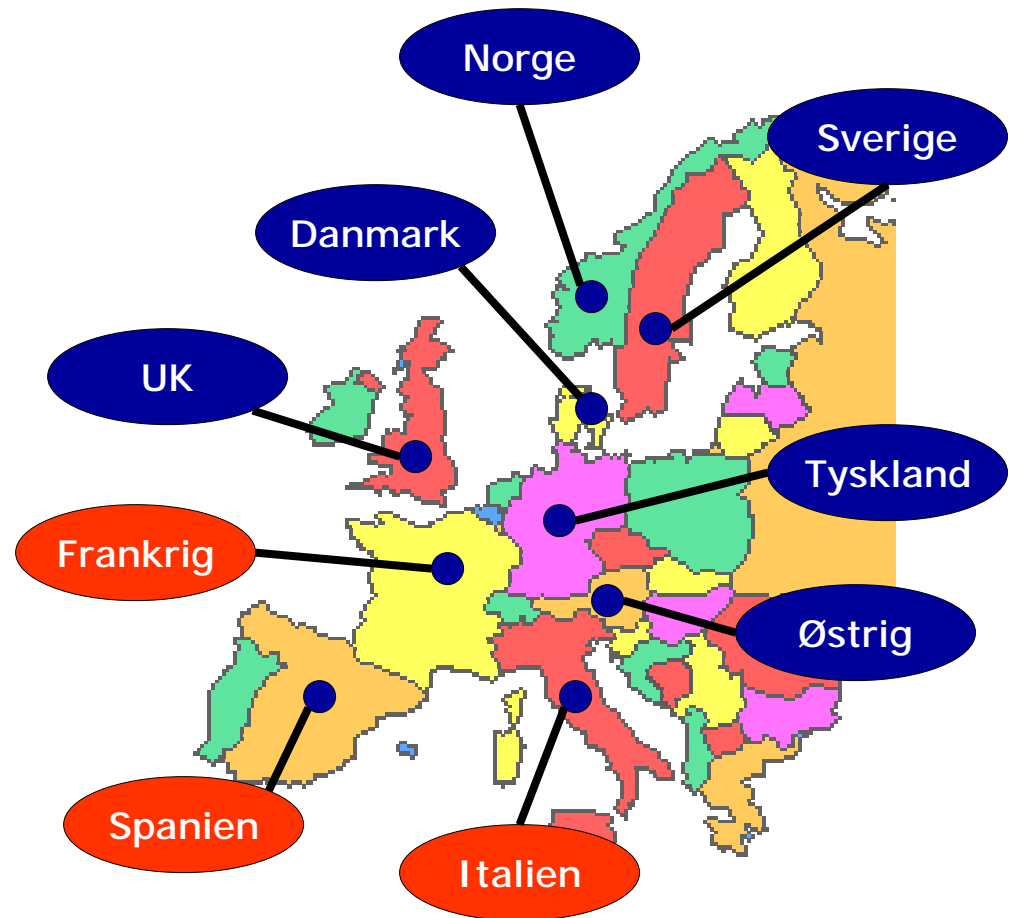 Norge
Sverige
Danmark
UK
Tyskland
Frankrig
Østrig
Spanien
Italien